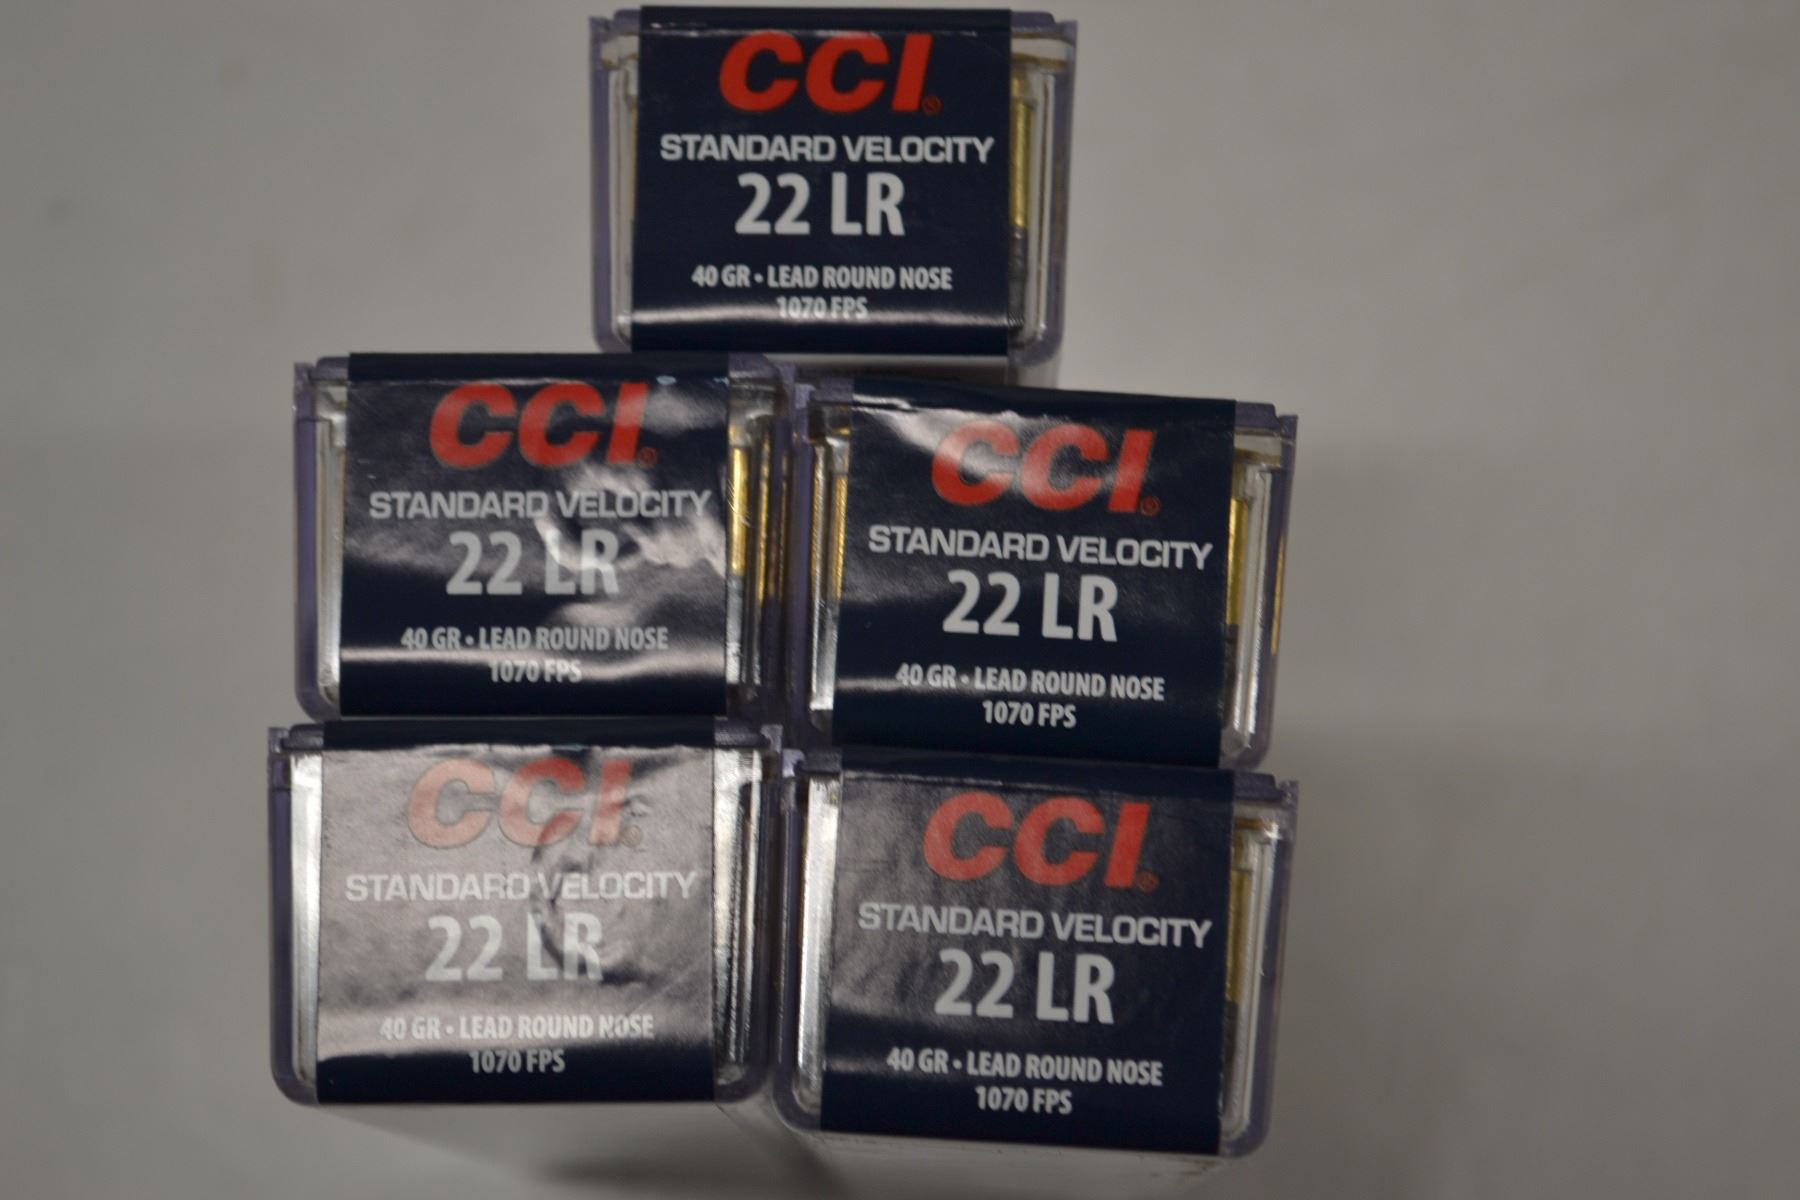 CCI®
STANDARD VELOCITY
22 LR
40 GR • LEAD ROUND NOSE
1070 FPS
CCI®
STANDARD VELOCITY
22 LR
40 GR • LEAD ROUND NOSE
1070 FPS
CCI®
STANDARD VELOCITY
22 LR
40 GR • LEAD ROUND NOSE
1070 FPS
CCI®
STANDARD VELOCITY
22 LR
40 GR • LEAD ROUND NOSE
1070 FPS
CCI®
STANDARD VELOCITY
22 LR
40 GR • LEAD ROUND NOSE
1070 FPS